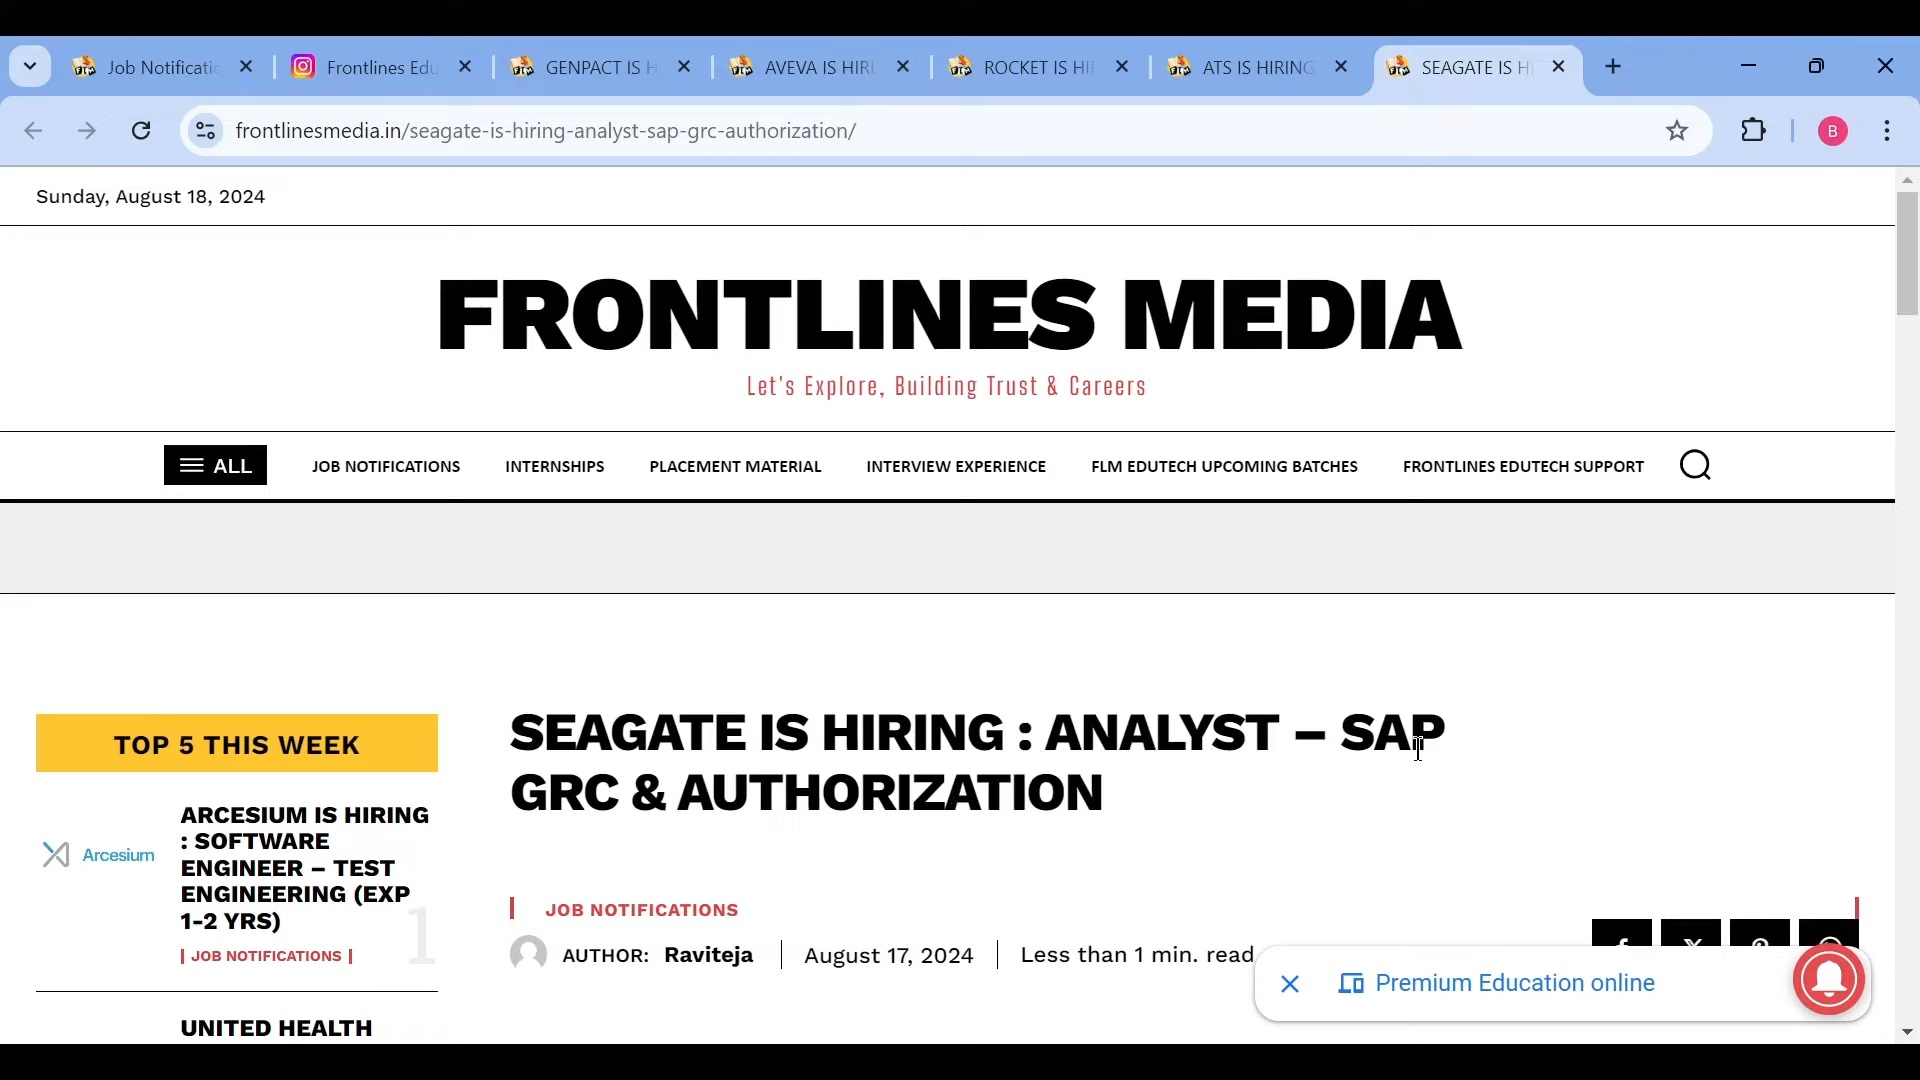 Job Notificatio
Frontlines Edu
GENPACT IS H
AVEVA IS HIRI
ROCKET IS HIF
ATS IS HIRING
SEAGATE IS H
frontlinesmedia.in/seagate-is-hiring-analyst-sap-grc-authorization/
B
Sunday, August 18, 2024
FRONTLINES MEDIA
Let's Explore, Building Trust & Careers
ALL
JOB NOTIFICATIONS
INTERNSHIPS
PLACEMENT MATERIAL
INTERVIEW EXPERIENCE
FLM EDUTECH UPCOMING BATCHES
FRONTLINES EDUTECH SUPPORT
TOP 5 THIS WEEK
Arcesium
ARCESIUM IS HIRING
: SOFTWARE
ENGINEER – TEST
ENGINEERING (EXP
1-2 YRS)
1
JOB NOTIFICATIONS
UNITED HEALTH
SEAGATE IS HIRING : ANALYST – SAP
GRC & AUTHORIZATION
JOB NOTIFICATIONS
AUTHOR: Raviteja
August 17, 2024
Less than 1 min. read
Premium Education online